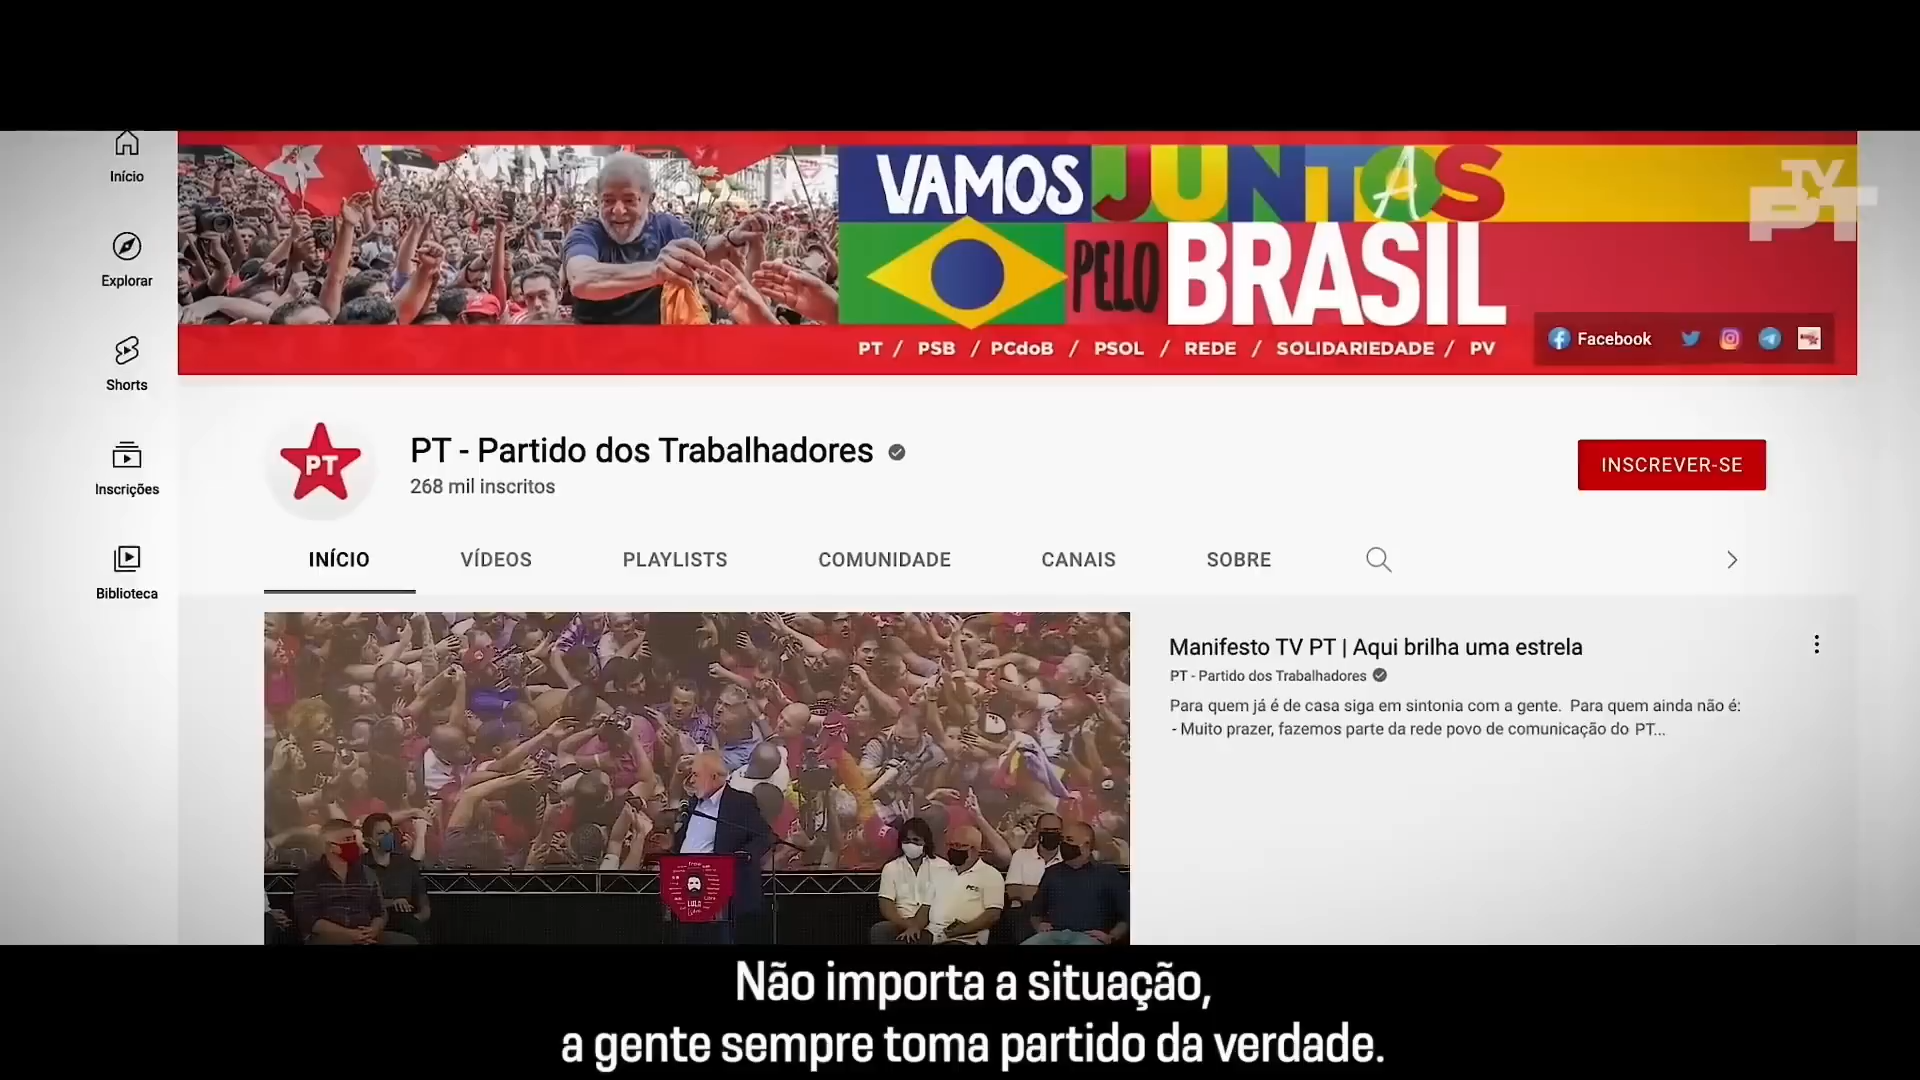 Início
Explorar
Shorts
Inscrições
Biblioteca
VAMOS JUNTAS
PELO BRASIL
PT / PSB / PCdoB / PSOL / REDE / SOLIDARIEDADE / PV
TV
PT
Facebook
PT
PT - Partido dos Trabalhadores
268 mil inscritos
INSCREVER-SE
INÍCIO VÍDEOS PLAYLISTS COMUNIDADE CANAIS SOBRE
Manifesto TV PT | Aqui brilha uma estrela
PT - Partido dos Trabalhadores
Para quem já é de casa siga em sintonia com a gente. Para quem ainda não é:
- Muito prazer, fazemos parte da rede povo de comunicação do PT...
LULA
Não importa a situação,
a gente sempre toma partido da verdade.